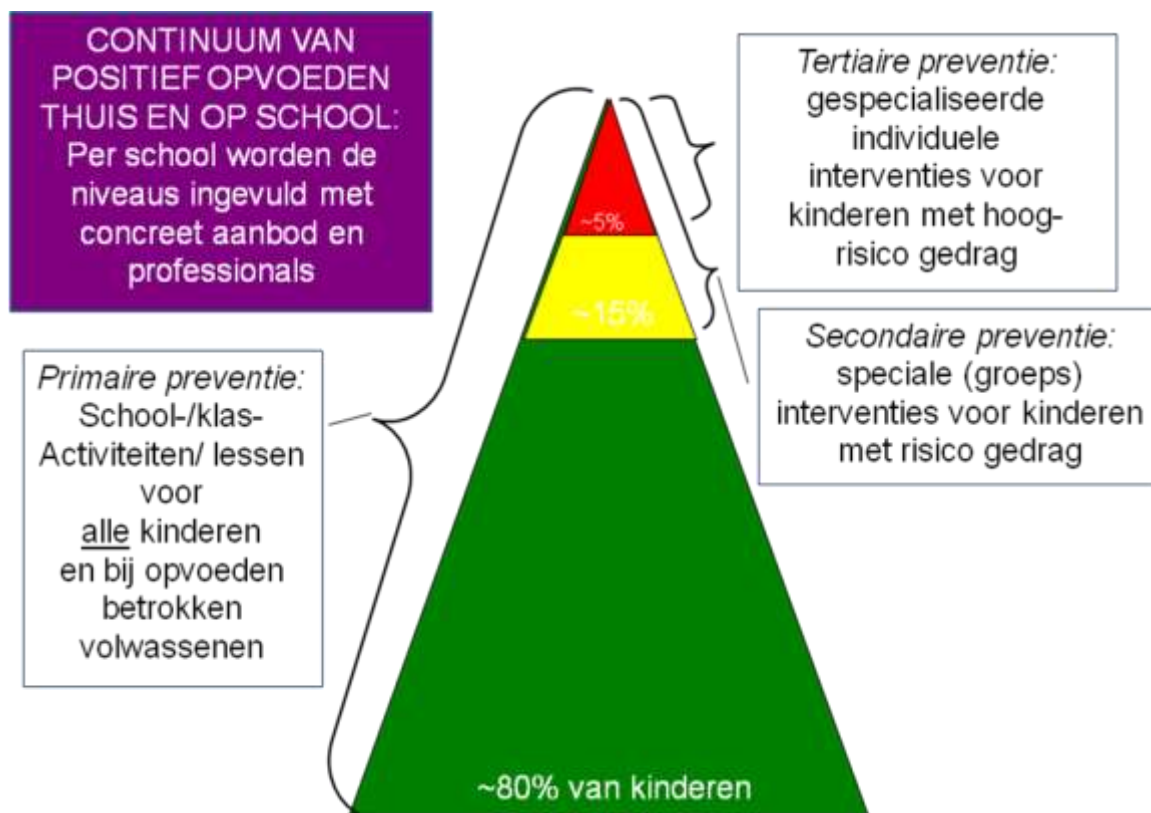 CONTINUUM VAN
POSITIEF OPVOEDEN
THUIS EN OP SCHOOL:
Per school worden de
niveaus ingevuld met
concreet aanbod en
professionals
Tertiaire preventie:
gespecialiseerde
individuele
interventies voor
kinderen met hoog-
risico gedrag
~5%
~15%
Secondaire preventie:
speciale (groeps)
interventies voor kinderen
met risico gedrag
Primaire preventie:
School-/klas-
Activiteiten/ lessen
voor
alle kinderen
en bij opvoeden
betrokken
volwassenen
~80% van kinderen